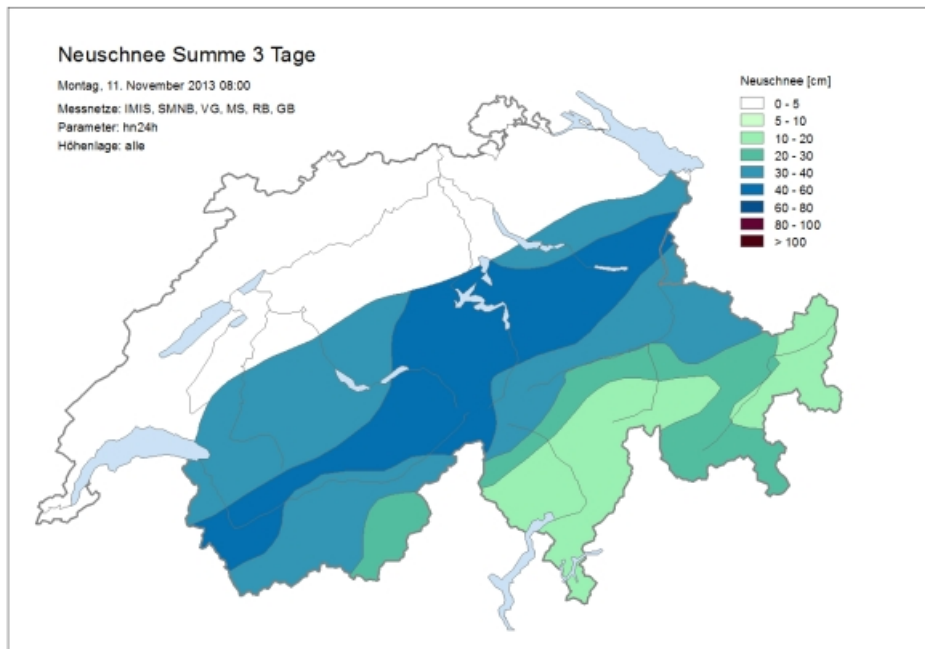 Neuschnee Summe 3 Tage
Montag, 11. November 2013 08:00
Messnetze: IMIS, SMNB, VG, MS, RB, GB
Parameter: hn24h
Höhenlage: alle
Neuschnee [cm]
0 - 5
5 - 10
10 - 20
20 - 30
30 - 40
40 - 60
60 - 80
80 - 100
> 100